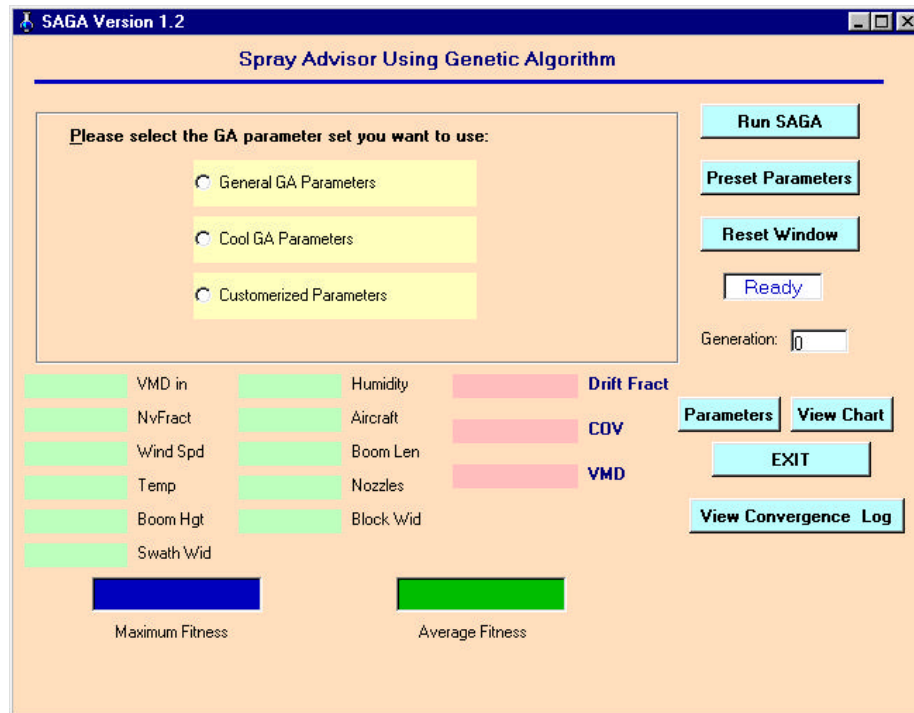 SAGA Version 1.2
Spray Advisor Using Genetic Algorithm
Please select the GA parameter set you want to use:
General GA Parameters
Cool GA Parameters
Customerized Parameters
Run SAGA
Preset Parameters
Reset Window
Ready
Generation: 0
VMD in Humidity Drift Fract
NvFract Aircraft COV
Wind Spd Boom Len VMD
Temp Nozzles
Boom Hgt Block Wid
Swath Wid
Parameters View Chart
EXIT
View Convergence Log
Maximum Fitness Average Fitness